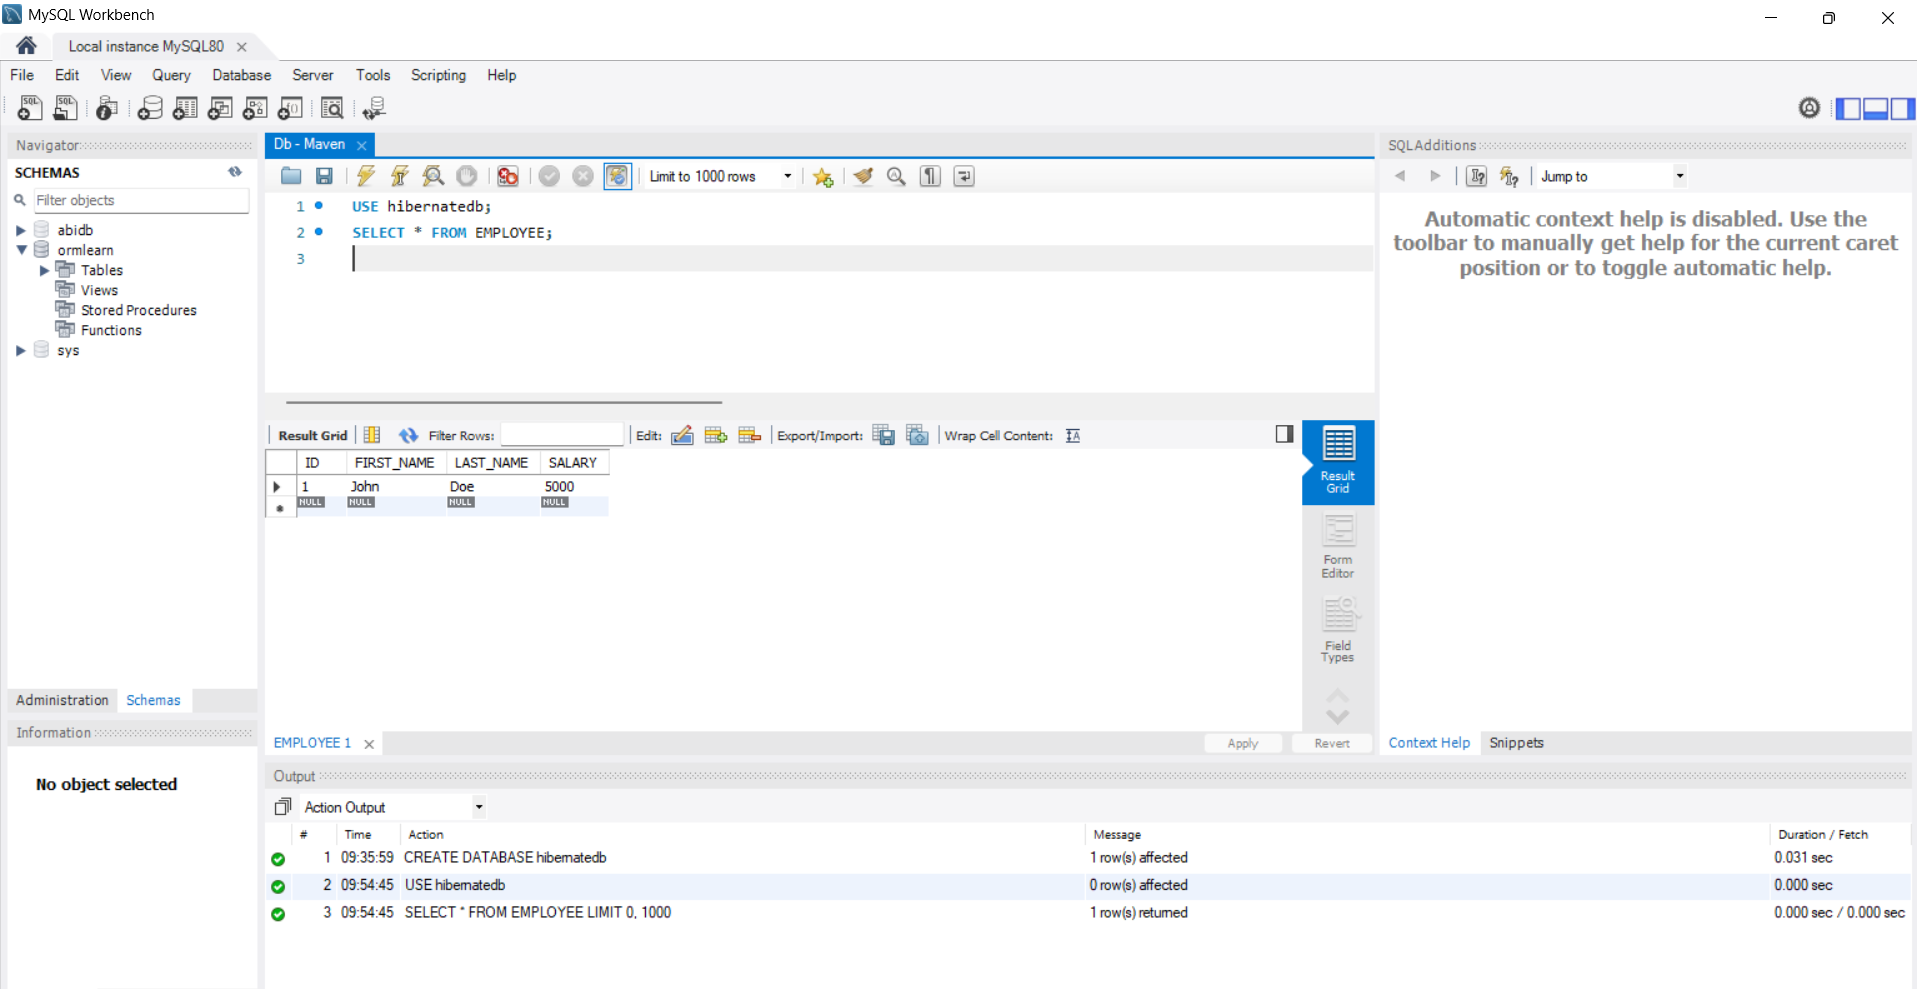 MySQL Workbench
Local instance MySQL80
File Edit View Query Database Server Tools Scripting Help
Navigator
SCHEMAS
Filter objects
abidb
ormlearn
Tables
Views
Stored Procedures
Functions
sys
Administration Schemas
Information
No object selected
Db - Maven
Limit to 1000 rows
1 USE hibernatedb;
2 SELECT * FROM EMPLOYEE;
3
Result Grid Filter Rows: Edit: Export/Import: Wrap Cell Content:
ID FIRST_NAME LAST_NAME SALARY
1 John Doe 5000
NULL NULL NULL NULL
Result
Grid
Form
Editor
Field
Types
EMPLOYEE 1 Apply Revert
SQLAdditions
Jump to
Automatic context help is disabled. Use the
toolbar to manually get help for the current caret
position or to toggle automatic help.
Context Help Snippets
Output
Action Output
# Time Action Message Duration / Fetch
1 09:35:59 CREATE DATABASE hibernatedb 1 row(s) affected 0.031 sec
2 09:54:45 USE hibernatedb 0 row(s) affected 0.000 sec
3 09:54:45 SELECT * FROM EMPLOYEE LIMIT 0, 1000 1 row(s) returned 0.000 sec / 0.000 sec